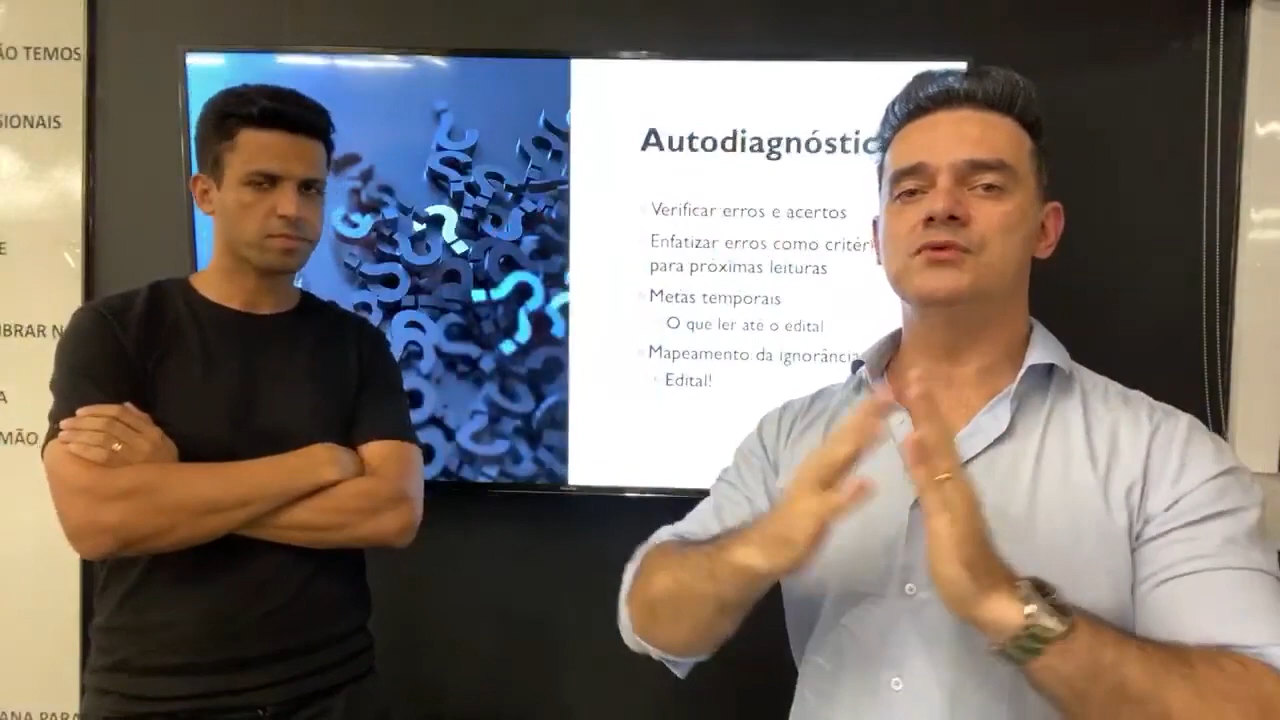 ÃO TEMOS
SIONAIS
E
IBRAR N
A
MÃO
ANA PARA
Autodiagnóstic
Verificar erros e acertos
Enfatizar erros como critéri
para próximas leituras
Metas temporais
O que ler até o edital
Mapeamento da ignorância
Edital!